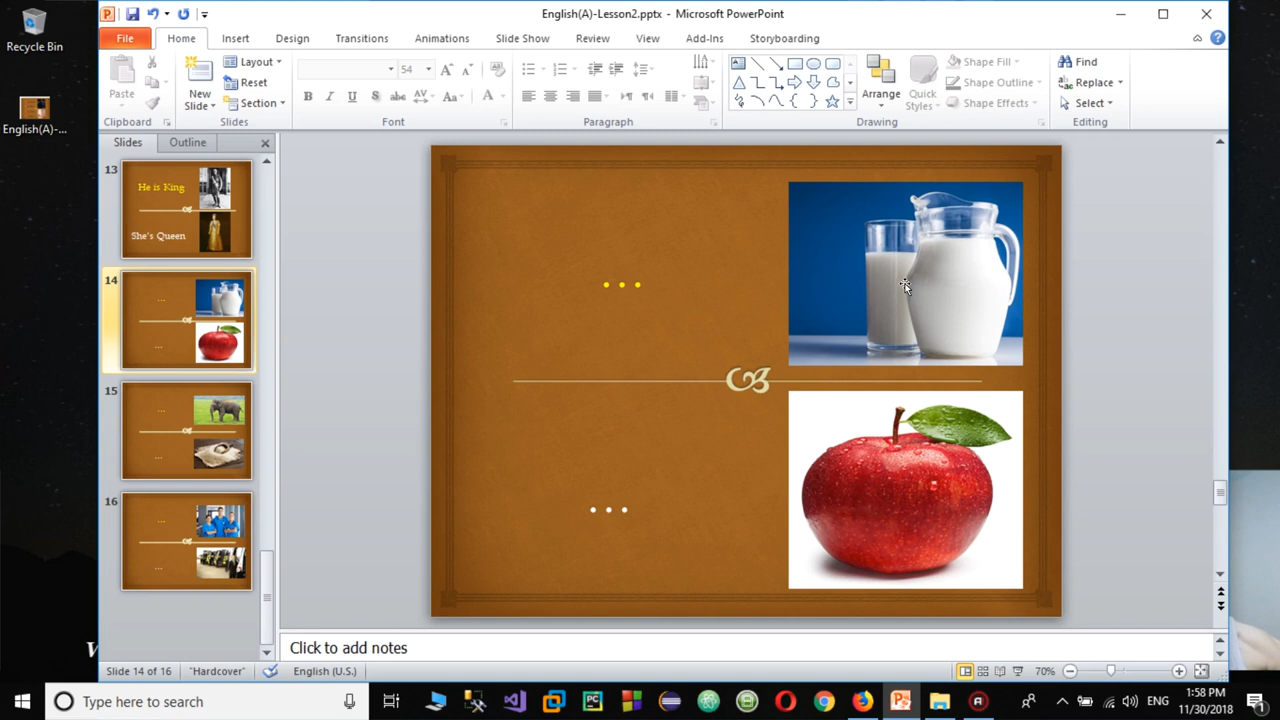 English(A)-Lesson2.pptx - Microsoft PowerPoint
Recycle Bin
English(A)-...
File Home Insert Design Transitions Animations Slide Show Review View Add-Ins Storyboarding
Paste
New Slide
Layout
Reset
Section
54
B I U S abc AV Aa A
Arrange
Quick Styles
Shape Fill
Shape Outline
Shape Effects
Find
Replace
Select
Clipboard Slides Font Paragraph Drawing Editing
Slides Outline
13
He is King
She's Queen
14
...
...
15
...
...
16
...
...
...
...
Click to add notes
Slide 14 of 16 "Hardcover" English (U.S.) 70%
Type here to search
ENG
1:58 PM
11/30/2018